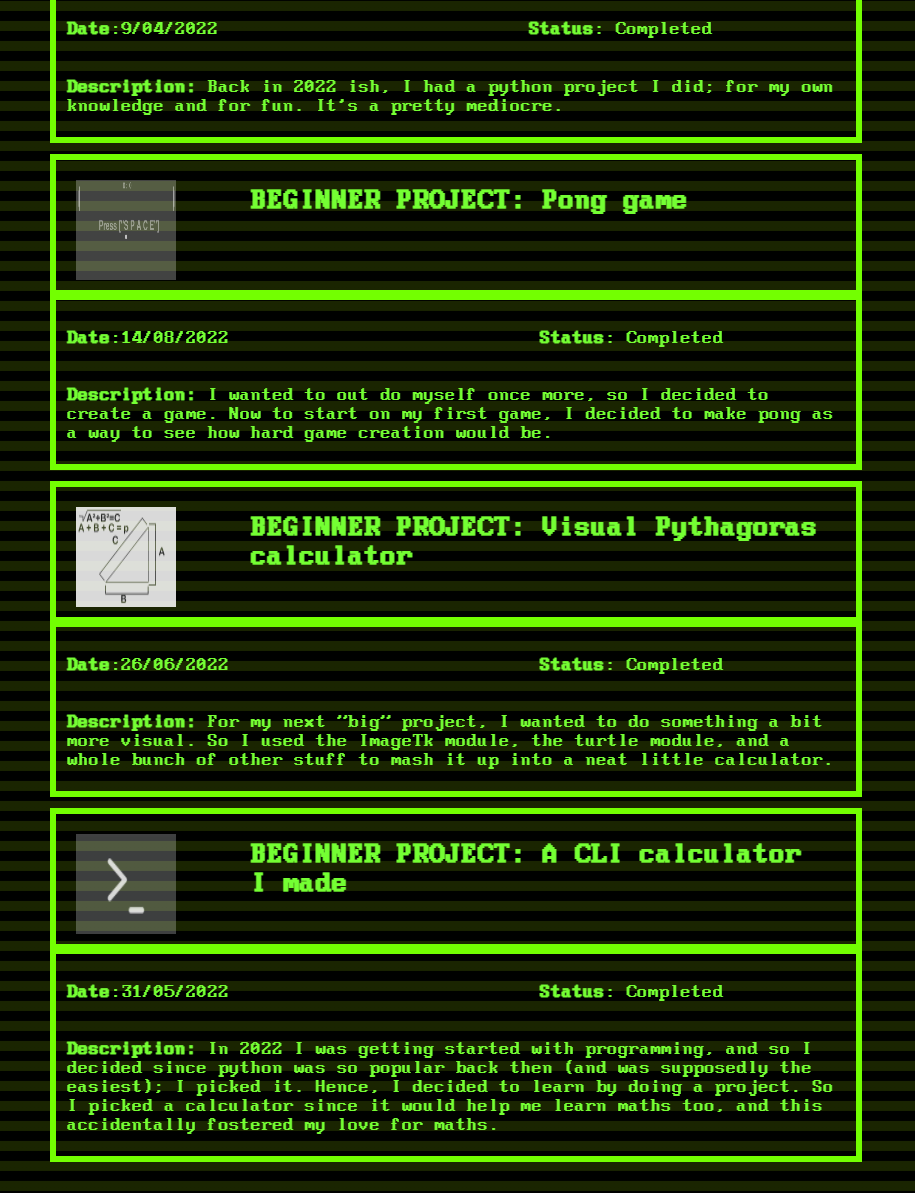 Date:9/04/2022 Status: Completed
Description: Back in 2022 ish, I had a python project I did; for my own
knowledge and for fun. It's a pretty mediocre.
BEGINNER PROJECT: Pong game
Press ["S P A C E"]
Date:14/08/2022 Status: Completed
Description: I wanted to out do myself once more, so I decided to
create a game. Now to start on my first game, I decided to make pong as
a way to see how hard game creation would be.
BEGINNER PROJECT: Visual Pythagoras
calculator
√A²+B²=C
A+B+C=p
C
A
B
Date:26/06/2022 Status: Completed
Description: For my next "big" project, I wanted to do something a bit
more visual. So I used the ImageTk module, the turtle module, and a
whole bunch of other stuff to mash it up into a neat little calculator.
BEGINNER PROJECT: A CLI calculator
I made
Date:31/05/2022 Status: Completed
Description: In 2022 I was getting started with programming, and so I
decided since python was so popular back then (and was supposedly the
easiest); I picked it. Hence, I decided to learn by doing a project. So
I picked a calculator since it would help me learn maths too, and this
accidentally fostered my love for maths.